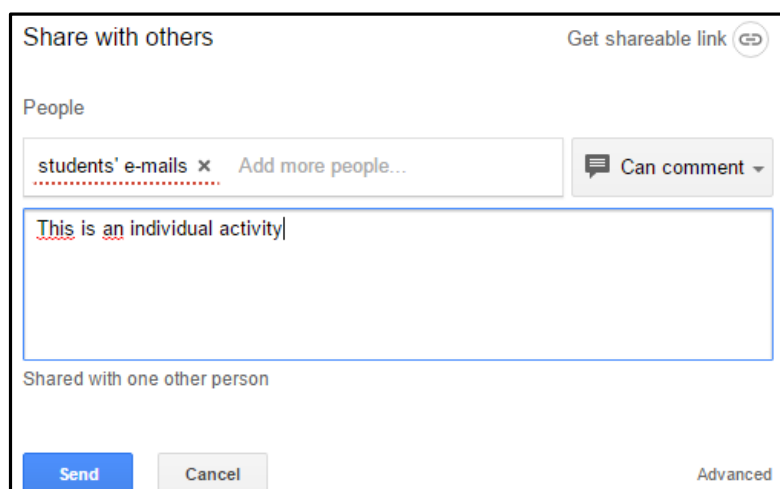 Share with others Get shareable link
People
students' e-mails × Add more people... Can comment
This is an individual activity
Shared with one other person
Send Cancel Advanced